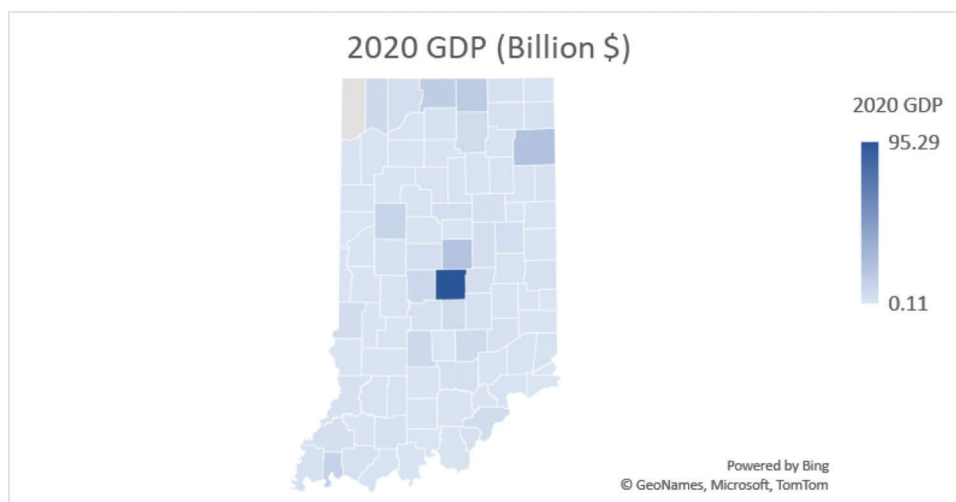 2020 GDP (Billion $)
2020 GDP
95.29
0.11
Powered by Bing
© GeoNames, Microsoft, TomTom